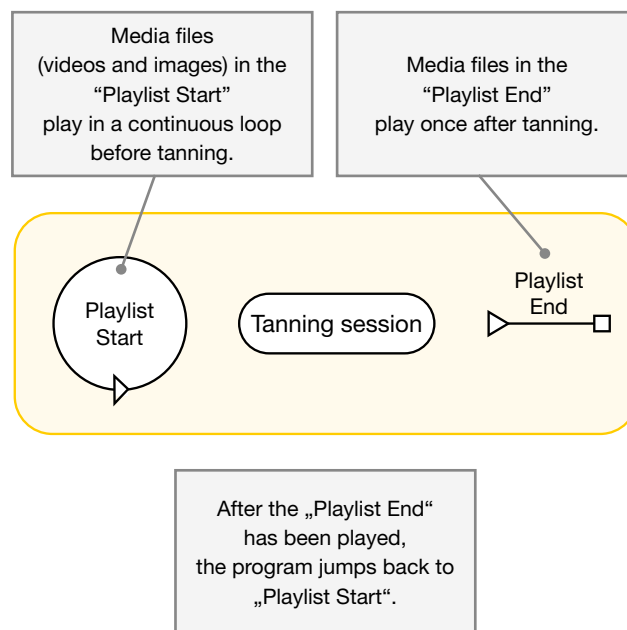 Media files
(videos and images) in the
“Playlist Start”
play in a continuous loop
before tanning.
Media files in the
“Playlist End”
play once after tanning.
Playlist
Start
Tanning session
Playlist
End
After the „Playlist End“
has been played,
the program jumps back to
„Playlist Start“.